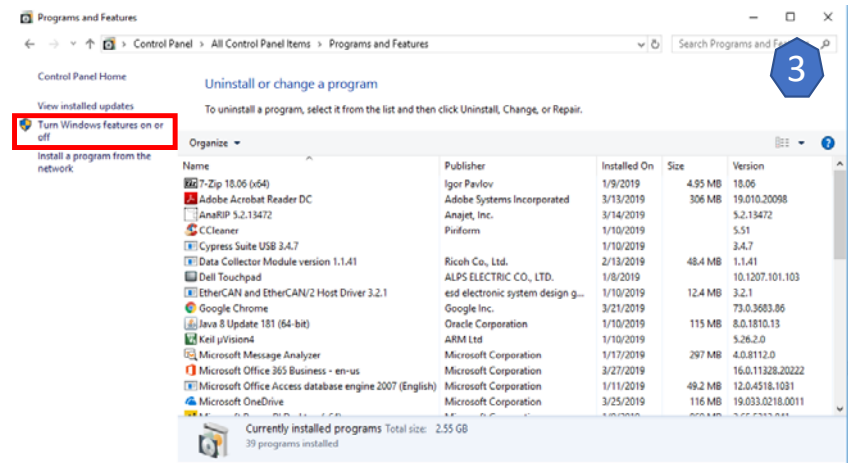 Programs and Features
Control Panel > All Control Panel Items > Programs and Features
Search Programs and
3
Control Panel Home
View installed updates
Turn Windows features on or
off
Install a program from the
network
Uninstall or change a program
To uninstall a program, select it from the list and then click Uninstall, Change, or Repair.
Organize
Name Publisher Installed On Size Version
7-Zip 18.06 (x64) Igor Pavlov 1/9/2019 4.95 MB 18.06
Adobe Acrobat Reader DC Adobe Systems Incorporated 3/13/2019 306 MB 19.010.20098
AnaRIP 5.2.13472 Anajet, Inc. 3/14/2019 5.2.13472
CCleaner Piriform 1/10/2019 5.51
Cypress Suite USB 3.4.7 1/10/2019 3.4.7
Data Collector Module version 1.1.41 Ricoh Co., Ltd. 2/13/2019 48.4 MB 1.1.41
Dell Touchpad ALPS ELECTRIC CO., LTD. 1/8/2019 10.1207.101.103
EtherCAN and EtherCAN/2 Host Driver 3.2.1 esd electronic system design g... 1/10/2019 12.4 MB 3.2.1
Google Chrome Google Inc. 3/21/2019 73.0.3683.86
Java 8 Update 181 (64-bit) Oracle Corporation 1/10/2019 115 MB 8.0.1810.13
Keil µVision4 ARM Ltd 1/10/2019 5.26.2.0
Microsoft Message Analyzer Microsoft Corporation 1/17/2019 297 MB 4.0.8112.0
Microsoft Office 365 Business - en-us Microsoft Corporation 3/27/2019 16.0.11328.20222
Microsoft Office Access database engine 2007 (English) Microsoft Corporation 1/11/2019 49.2 MB 12.0.4518.1031
Microsoft OneDrive Microsoft Corporation 3/25/2019 116 MB 19.033.0218.0011
Currently installed programs Total size: 2.55 GB
39 programs installed